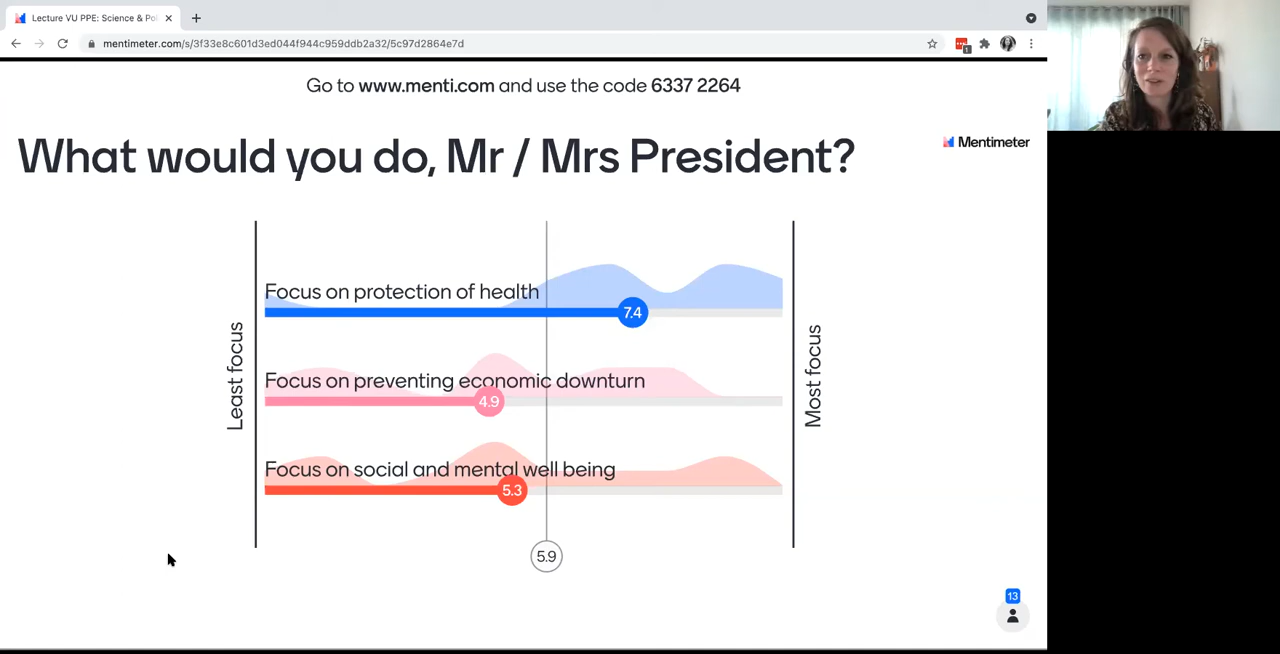 Lecture VU PPE: Science & Pol
mentimeter.com/s/3f33e8c601d3ed044f944c959ddb2a32/5c97d2864e7d
1
Go to www.menti.com and use the code 6337 2264
What would you do, Mr / Mrs President?
Mentimeter
Least focus
Focus on protection of health
7.4
Focus on preventing economic downturn
4.9
Focus on social and mental well being
5.3
Most focus
5.9
13